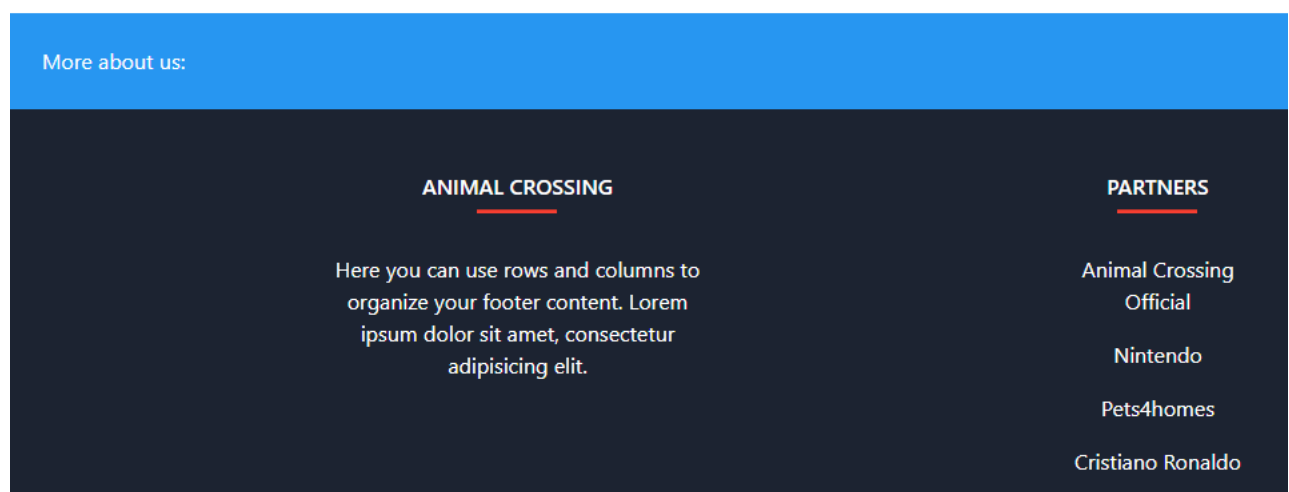 More about us:
ANIMAL CROSSING
Here you can use rows and columns to
organize your footer content. Lorem
ipsum dolor sit amet, consectetur
adipisicing elit.
PARTNERS
Animal Crossing
Official
Nintendo
Pets4homes
Cristiano Ronaldo